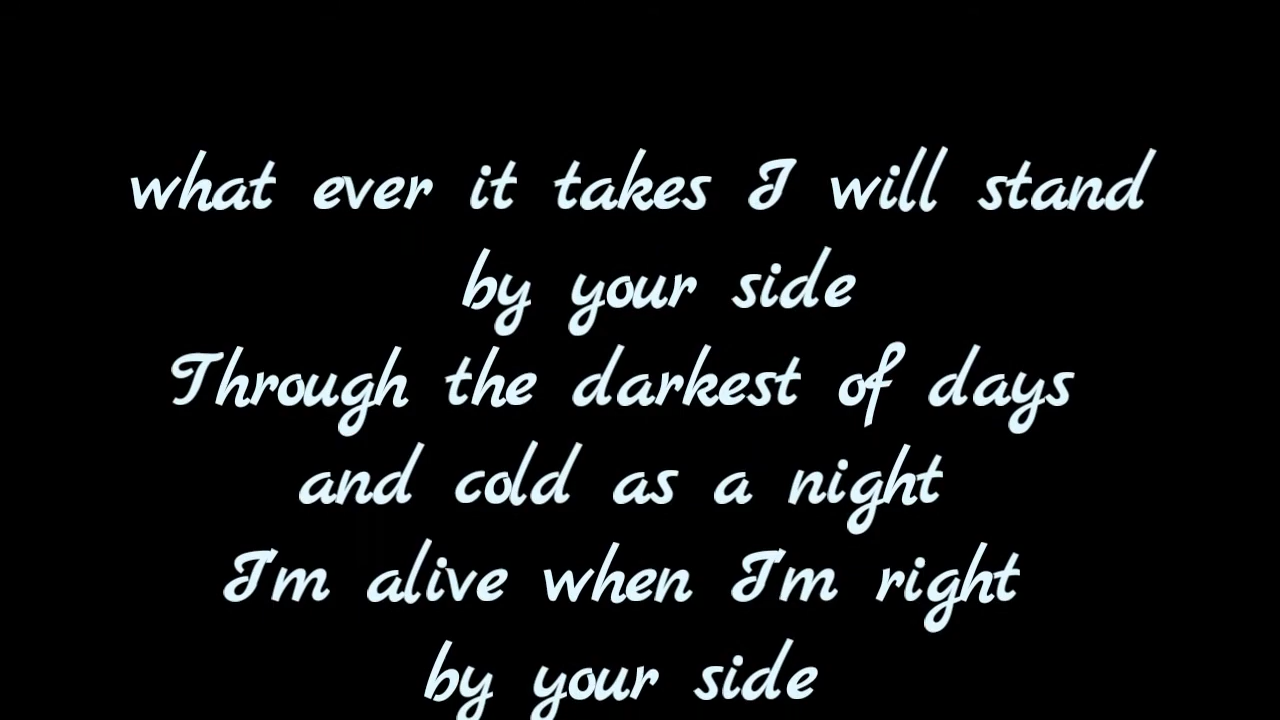 what ever it takes I will stand
by your side
Through the darkest of days
and cold as a night
I'm alive when I'm right
by your side